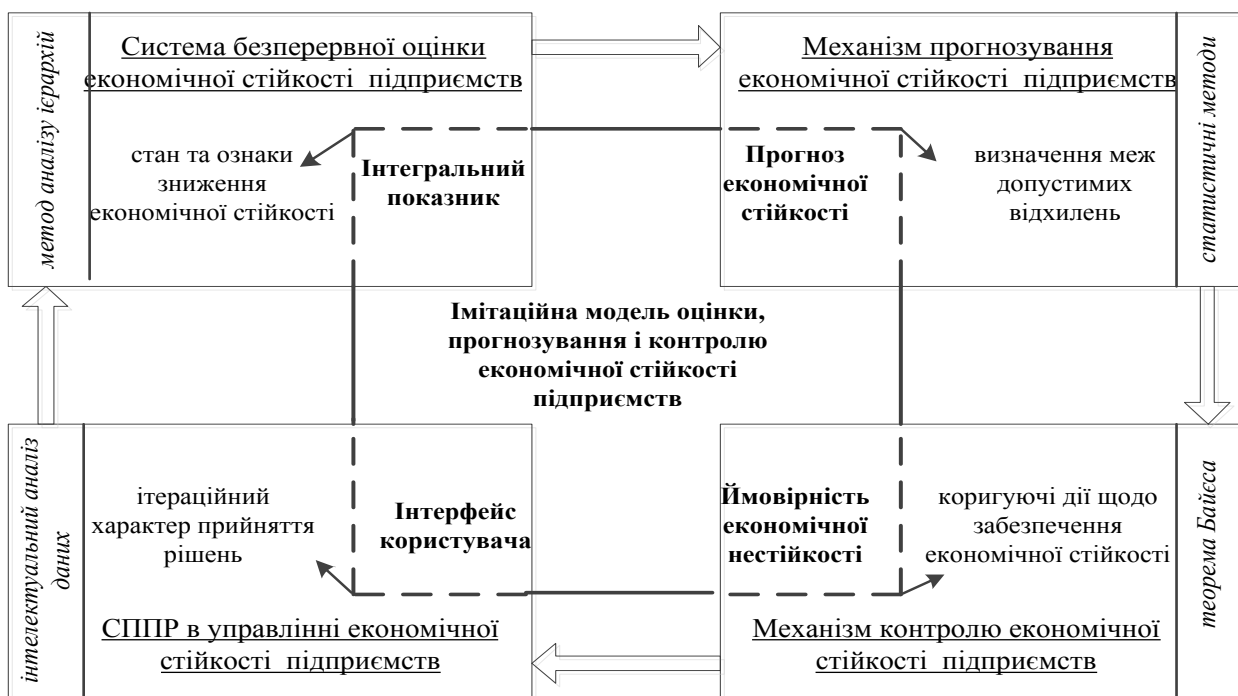 метод аналізу ієрархій
Система безперервної оцінки
економічної стійкості підприємств
стан та ознаки
зниження
економічної стійкості
Інтегральний
показник
Механізм прогнозування
економічної стійкості підприємств
Прогноз
економічної
стійкості
визначення меж
допустимих
відхилень
статистичні методи
Імітаційна модель оцінки,
прогнозування і контролю
економічної стійкості
підприємств
інтелектуальний аналіз
даних
ітераційний
характер прийняття
рішень
Інтерфейс
користувача
СППР в управлінні економічної
стійкості підприємств
Ймовірність
економічної
нестійкості
коригуючі дії щодо
забезпечення
економічної стійкості
Механізм контролю економічної
стійкості підприємств
теорема Байєса